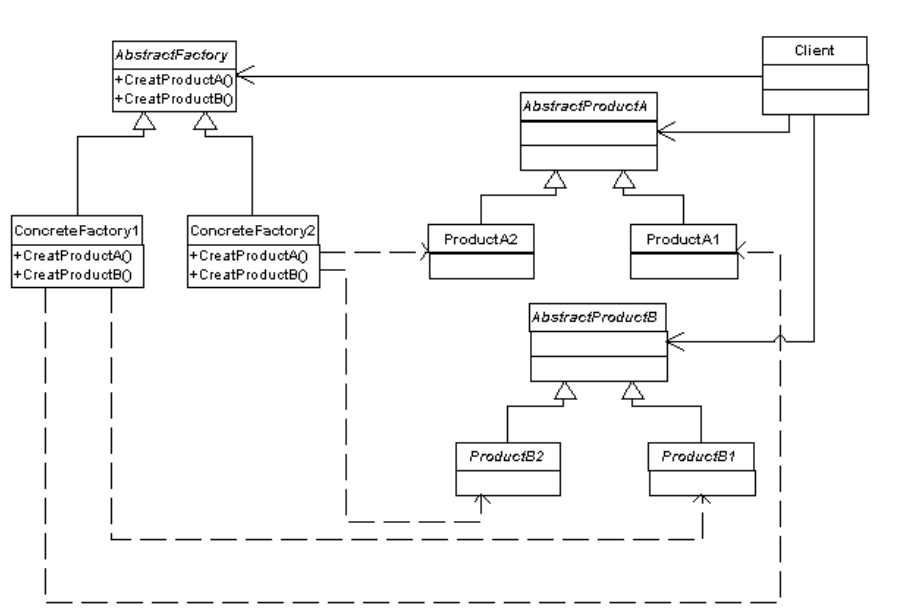 AbstractFactory
+CreatProductA()
+CreatProductB()
Client
AbstractProductA
ConcreteFactory1
+CreatProductA()
+CreatProductB()
ConcreteFactory2
+CreatProductA()
+CreatProductB()
ProductA2
ProductA1
AbstractProductB
ProductB2
ProductB1